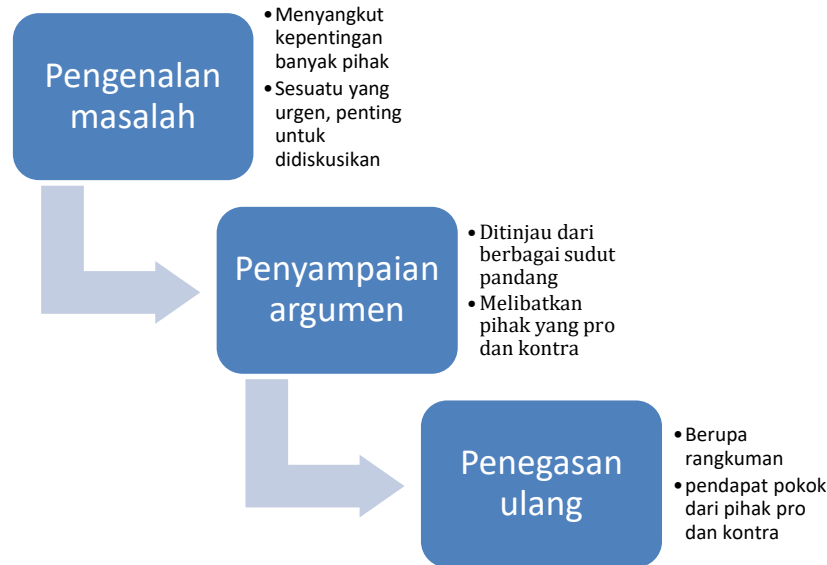 Pengenalan
masalah
•Menyangkut
kepentingan
banyak pihak
•Sesuatu yang
urgen, penting
untuk
didiskusikan
Penyampaian
argumen
•Ditinjau dari
berbagai sudut
pandang
•Melibatkan
pihak yang pro
dan kontra
Penegasan
ulang
•Berupa
rangkuman
•pendapat pokok
dari pihak pro
dan kontra